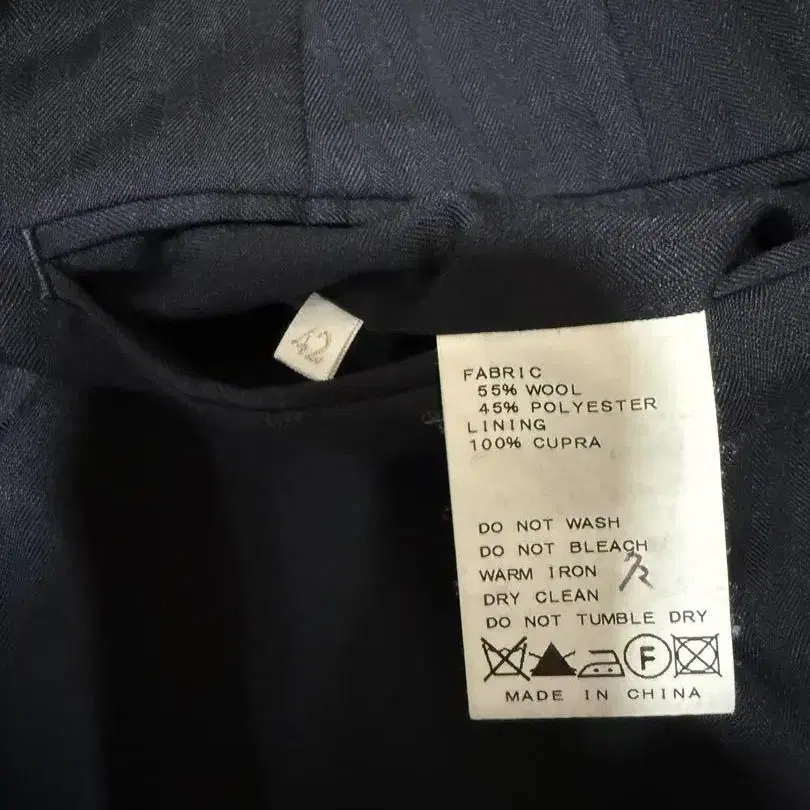 42
FABRIC
55% WOOL
45% POLYESTER
LINING
100% CUPRA
DO NOT WASH
DO NOT BLEACH
WARM IRON
DRY CLEAN
DO NOT TUMBLE DRY
F
MADE IN CHINA